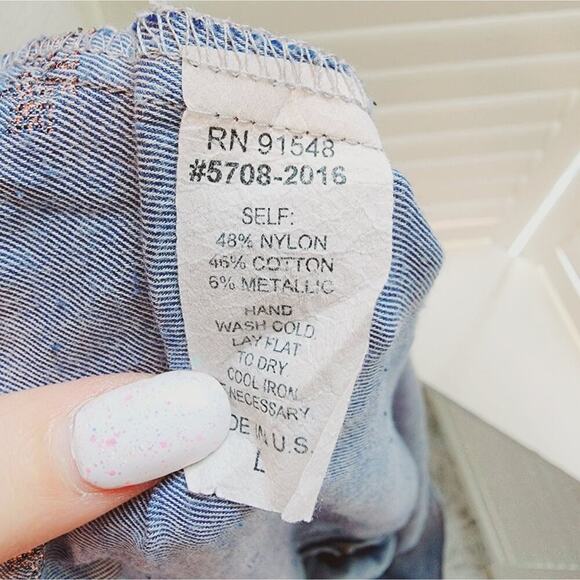 RN 91548
#5708-2016
SELF:
48% NYLON
46% COTTON
6% METALLIC
HAND
WASH COLD
LAY FLAT
TO DRY
COOL IRON
NECESSARY
DE IN U.S.
L